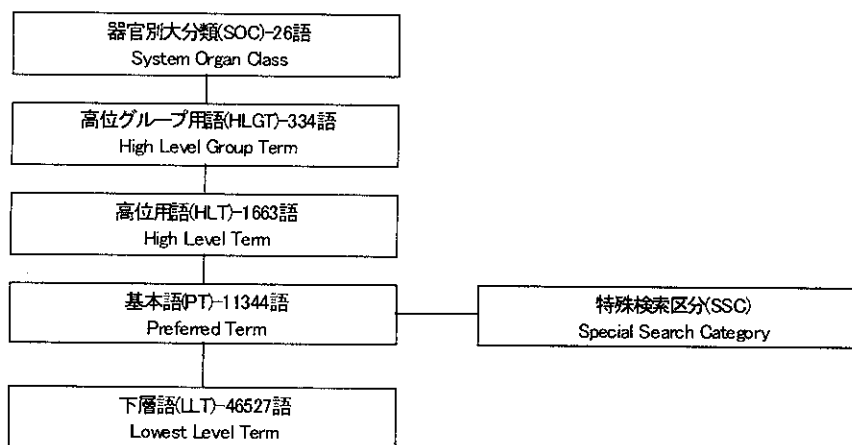 器官別大分類(SOC)-26語
System Organ Class
高位グループ用語(HLGT)-334語
High Level Group Term
高位用語(HLT)-1663語
High Level Term
基本語(PT)-11344語
Preferred Term
特殊検索区分(SSC)
Special Search Category
下層語(LLT)-46527語
Lowest Level Term